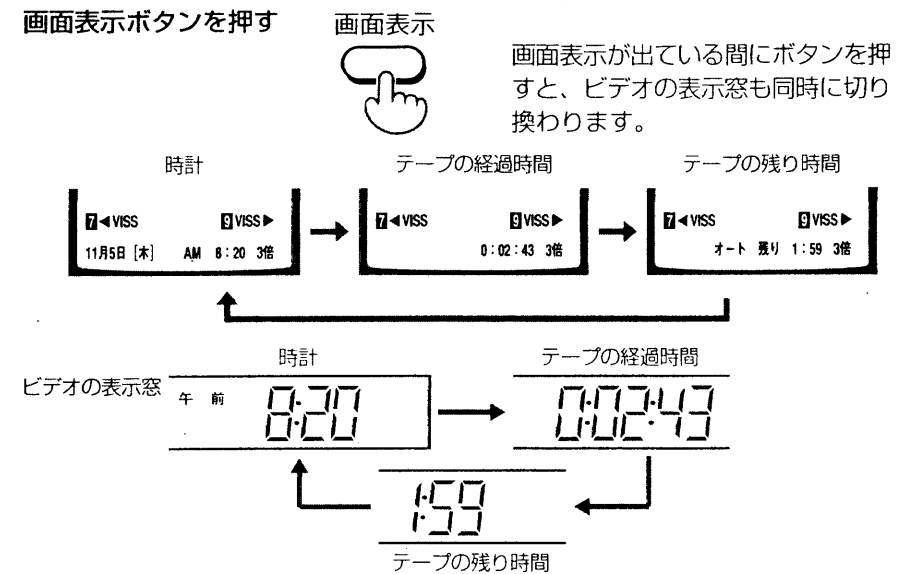 画面表示ボタンを押す
画面表示
画面表示が出ている間にボタンを押
すと、ビデオの表示窓も同時に切り
換わります。
時計
テープの経過時間
テープの残り時間
7◀VISS 9VISS▶
11月5日 [木] AM 8:20 3倍
7◀VISS 9VISS▶
0:02:43 3倍
7◀VISS 9VISS▶
オート 残り 1:59 3倍
時計
テープの経過時間
ビデオの表示窓
午 前 8:20
0:02:43
1:59
テープの残り時間